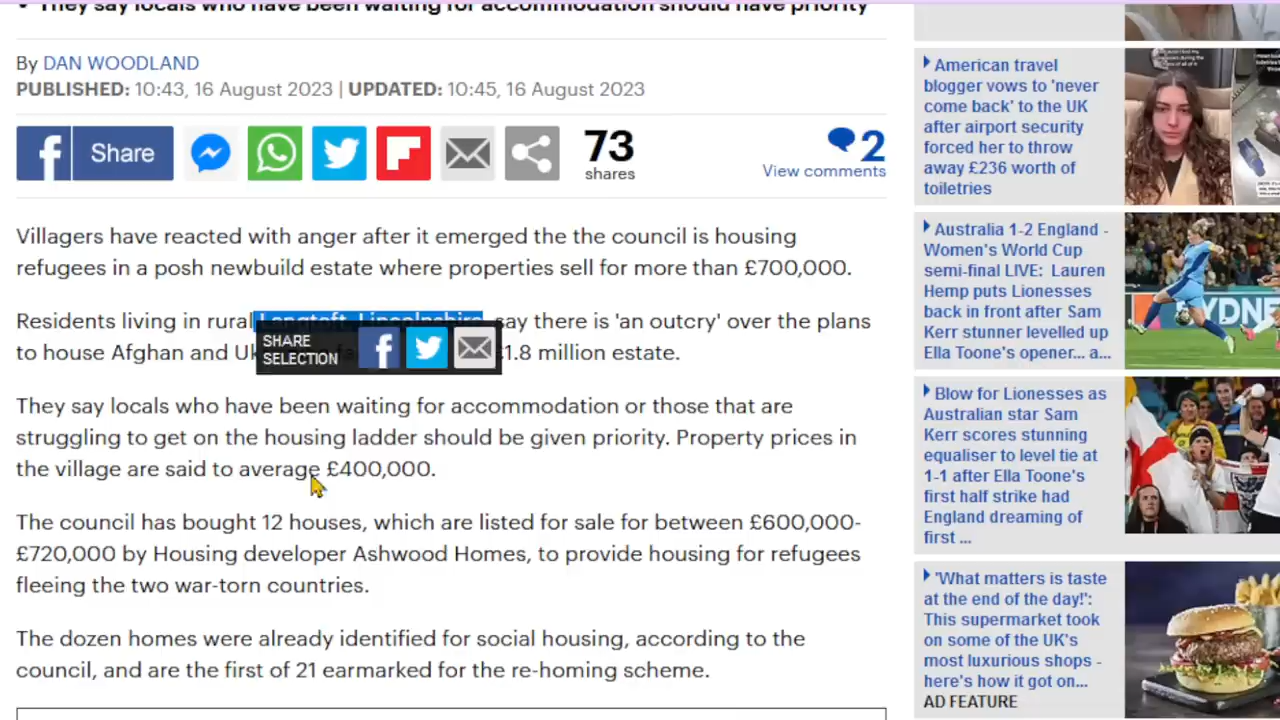 They say locals who have been waiting for accommodation should have priority
By DAN WOODLAND
PUBLISHED: 10:43, 16 August 2023 | UPDATED: 10:45, 16 August 2023
Share
73
shares
2
View comments
Villagers have reacted with anger after it emerged the the council is housing
refugees in a posh newbuild estate where properties sell for more than £700,000.
Residents living in rural Langtoft, Lincolnshire, say there is 'an outcry' over the plans
to house Afghan and 1.8 million estate.
SHARE
SELECTION
They say locals who have been waiting for accommodation or those that are
struggling to get on the housing ladder should be given priority. Property prices in
the village are said to average £400,000.
The council has bought 12 houses, which are listed for sale for between £600,000-
£720,000 by Housing developer Ashwood Homes, to provide housing for refugees
fleeing the two war-torn countries.
The dozen homes were already identified for social housing, according to the
council, and are the first of 21 earmarked for the re-homing scheme.
American travel
blogger vows to 'never
come back' to the UK
after airport security
forced her to throw
away £236 worth of
toiletries
Australia 1-2 England -
Women's World Cup
semi-final LIVE: Lauren
Hemp puts Lionesses
back in front after Sam
Kerr stunner levelled up
Ella Toone's opener... a...
YDNE
Blow for Lionesses as
Australian star Sam
Kerr scores stunning
equaliser to level tie at
1-1 after Ella Toone's
first half strike had
England dreaming of
first ...
'What matters is taste
at the end of the day!':
This supermarket took
on some of the UK's
most luxurious shops -
here's how it got on...
AD FEATURE